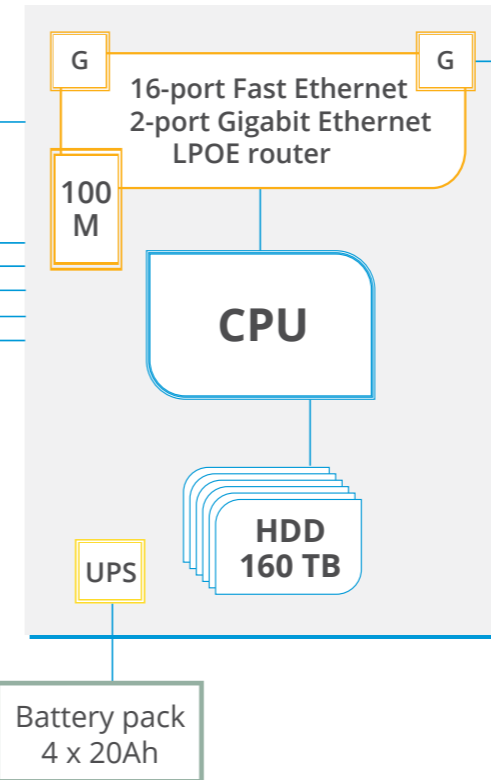 G
G
16-port Fast Ethernet
2-port Gigabit Ethernet
LPOE router
100
M
CPU
HDD
160 TB
UPS
Battery pack
4 x 20Ah